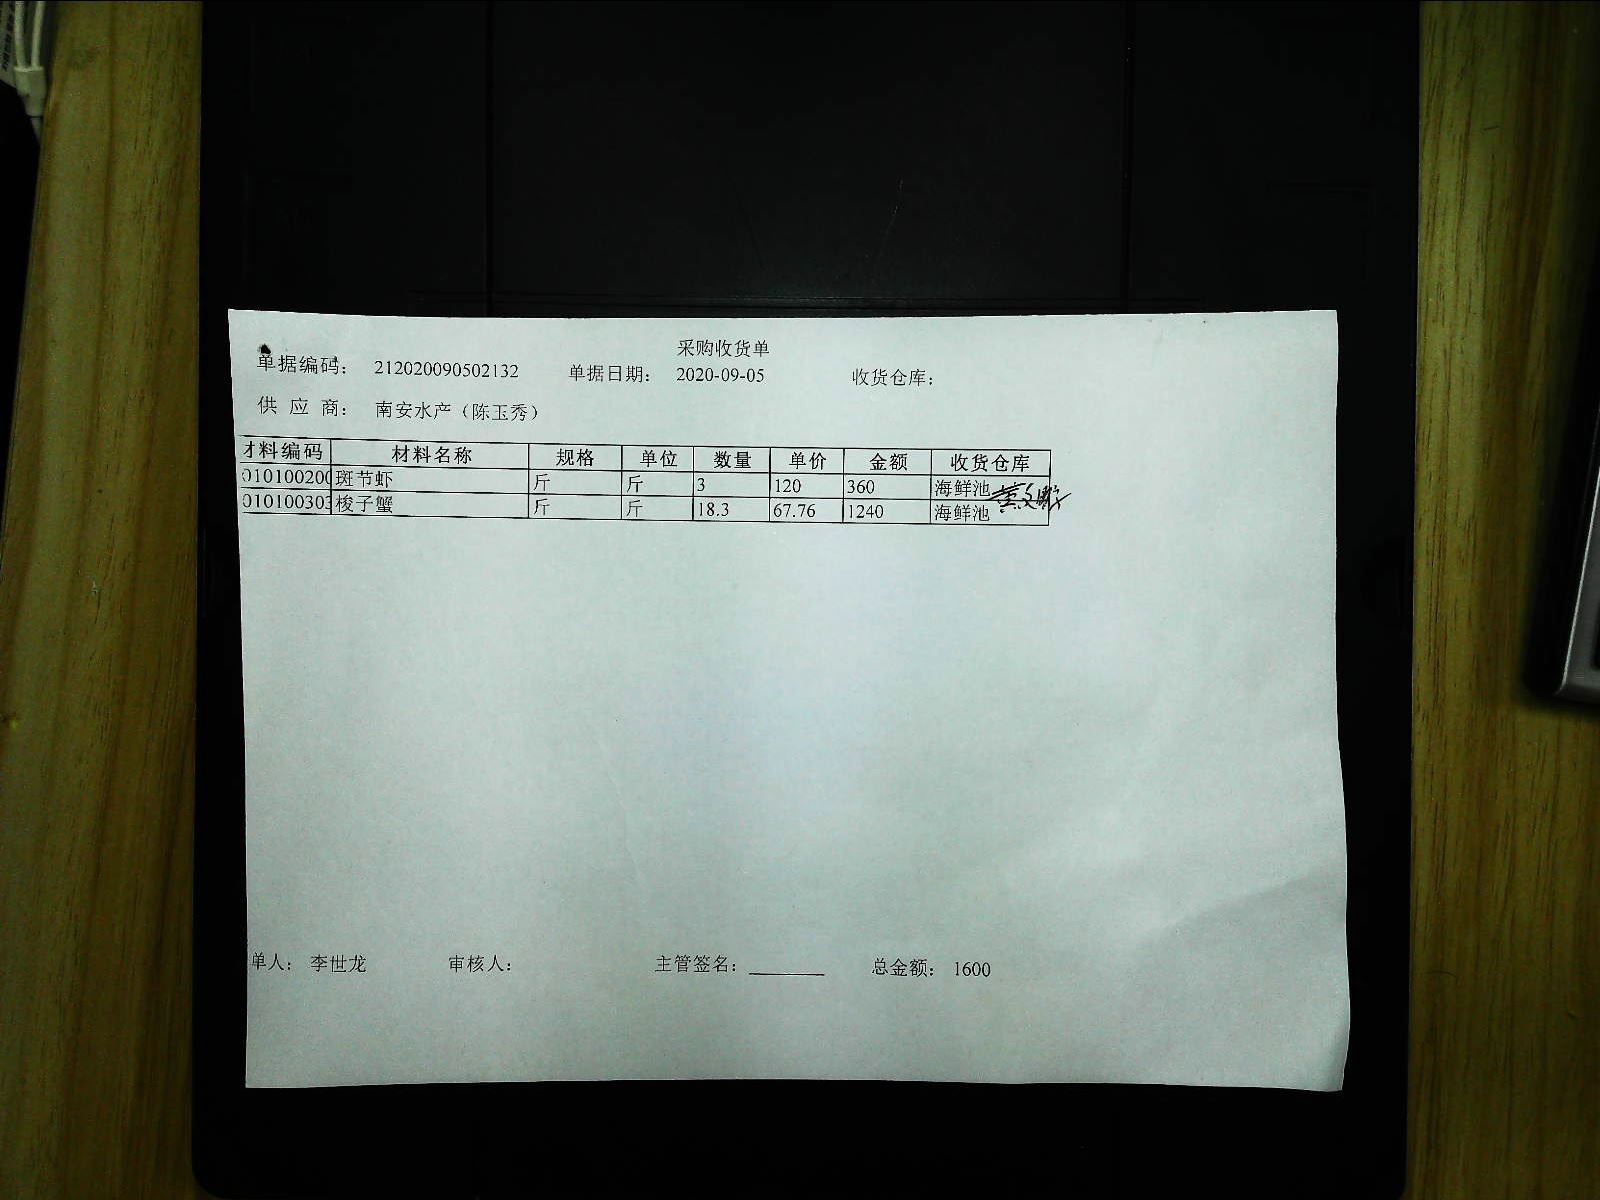 采购收货单
单据编码： 212020090502132 单据日期： 2020-09-05 收货仓库：
供 应 商： 南安水产（陈玉秀）
材料编码 材料名称 规格 单位 数量 单价 金额 收货仓库
010100200 斑节虾 斤 斤 3 120 360 海鲜池
010100303 梭子蟹 斤 斤 18.3 67.76 1240 海鲜池
单人： 李世龙 审核人： 主管签名： 总金额： 1600